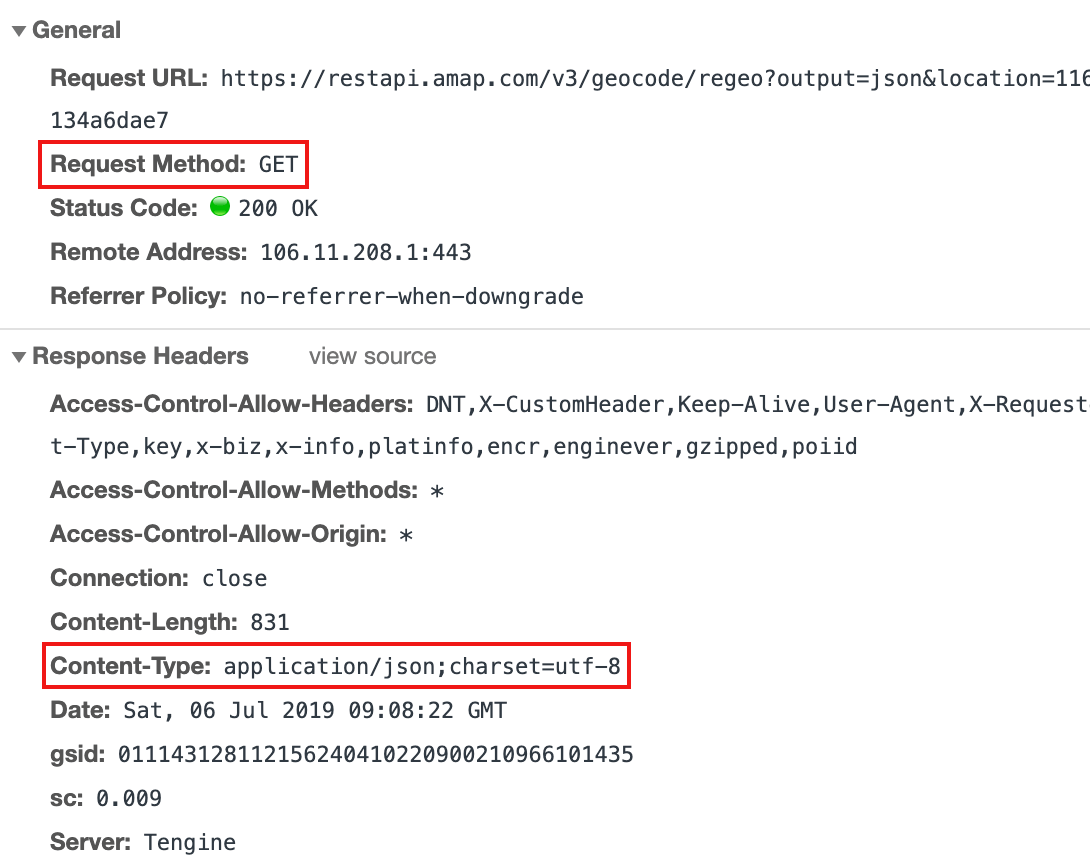 General
Request URL: https://restapi.amap.com/v3/geocode/regeo?output=json&location=116
134a6dae7
Request Method: GET
Status Code: 200 OK
Remote Address: 106.11.208.1:443
Referrer Policy: no-referrer-when-downgrade
Response Headers view source
Access-Control-Allow-Headers: DNT,X-CustomHeader,Keep-Alive,User-Agent,X-Request
t-Type,key,x-biz,x-info,platinfo,encr,enginever,gzipped,poiid
Access-Control-Allow-Methods: *
Access-Control-Allow-Origin: *
Connection: close
Content-Length: 831
Content-Type: application/json;charset=utf-8
Date: Sat, 06 Jul 2019 09:08:22 GMT
gsid: 011143128112156240410220900210966101435
sc: 0.009
Server: Tengine